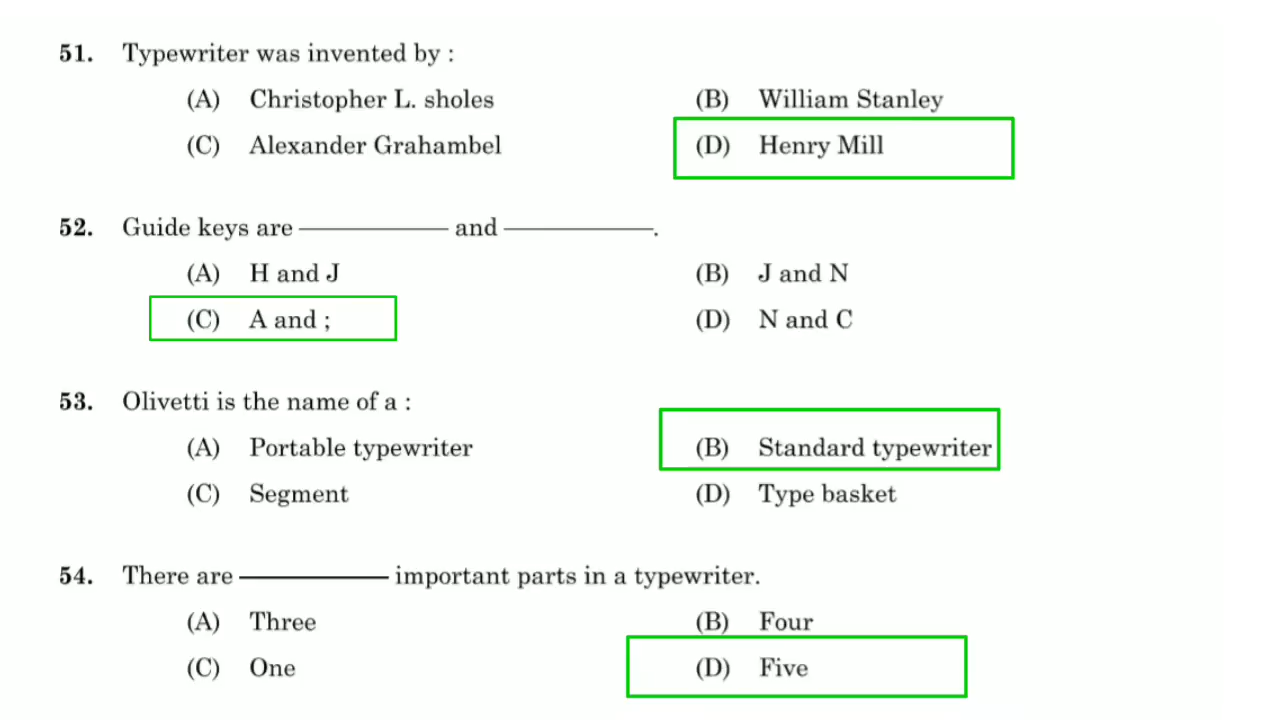 51. Typewriter was invented by :
(A) Christopher L. sholes (B) William Stanley
(C) Alexander Grahambel (D) Henry Mill
52. Guide keys are ———— and ————.
(A) H and J (B) J and N
(C) A and ; (D) N and C
53. Olivetti is the name of a :
(A) Portable typewriter (B) Standard typewriter
(C) Segment (D) Type basket
54. There are ———— important parts in a typewriter.
(A) Three (B) Four
(C) One (D) Five